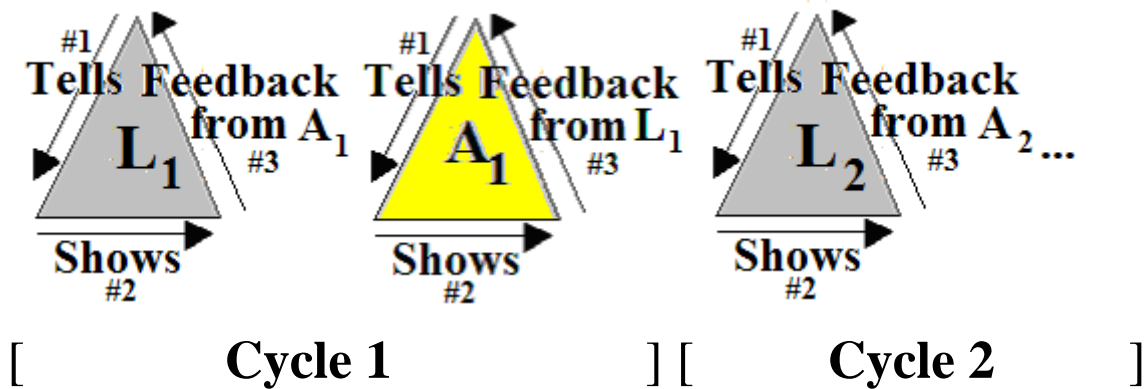 #1
Tells Feedback
from A1
L1
#3
Shows
#2
#1
Tells Feedback
from L1
A1
#3
Shows
#2
#1
Tells Feedback
from A2...
L2
#3
Shows
#2
[ Cycle 1 ] [ Cycle 2 ]